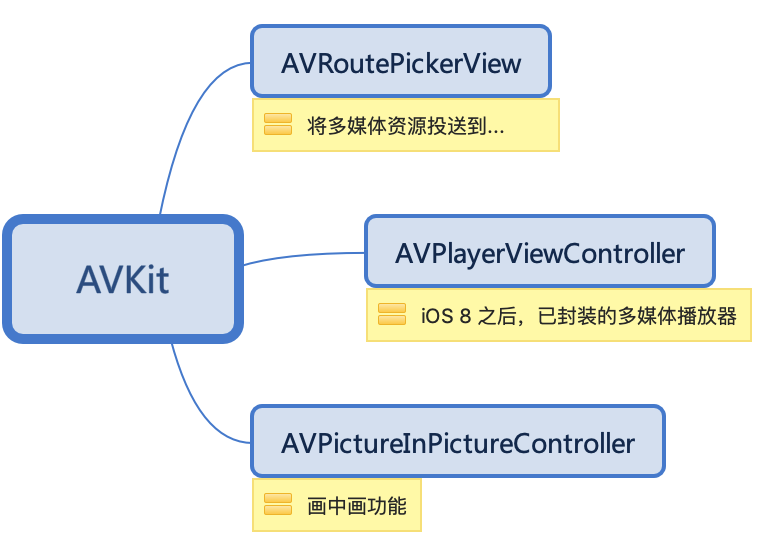 AVRoutePickerView
将多媒体资源投送到...
AVKit
AVPlayerViewController
iOS 8 之后，已封装的多媒体播放器
AVPictureInPictureController
画中画功能